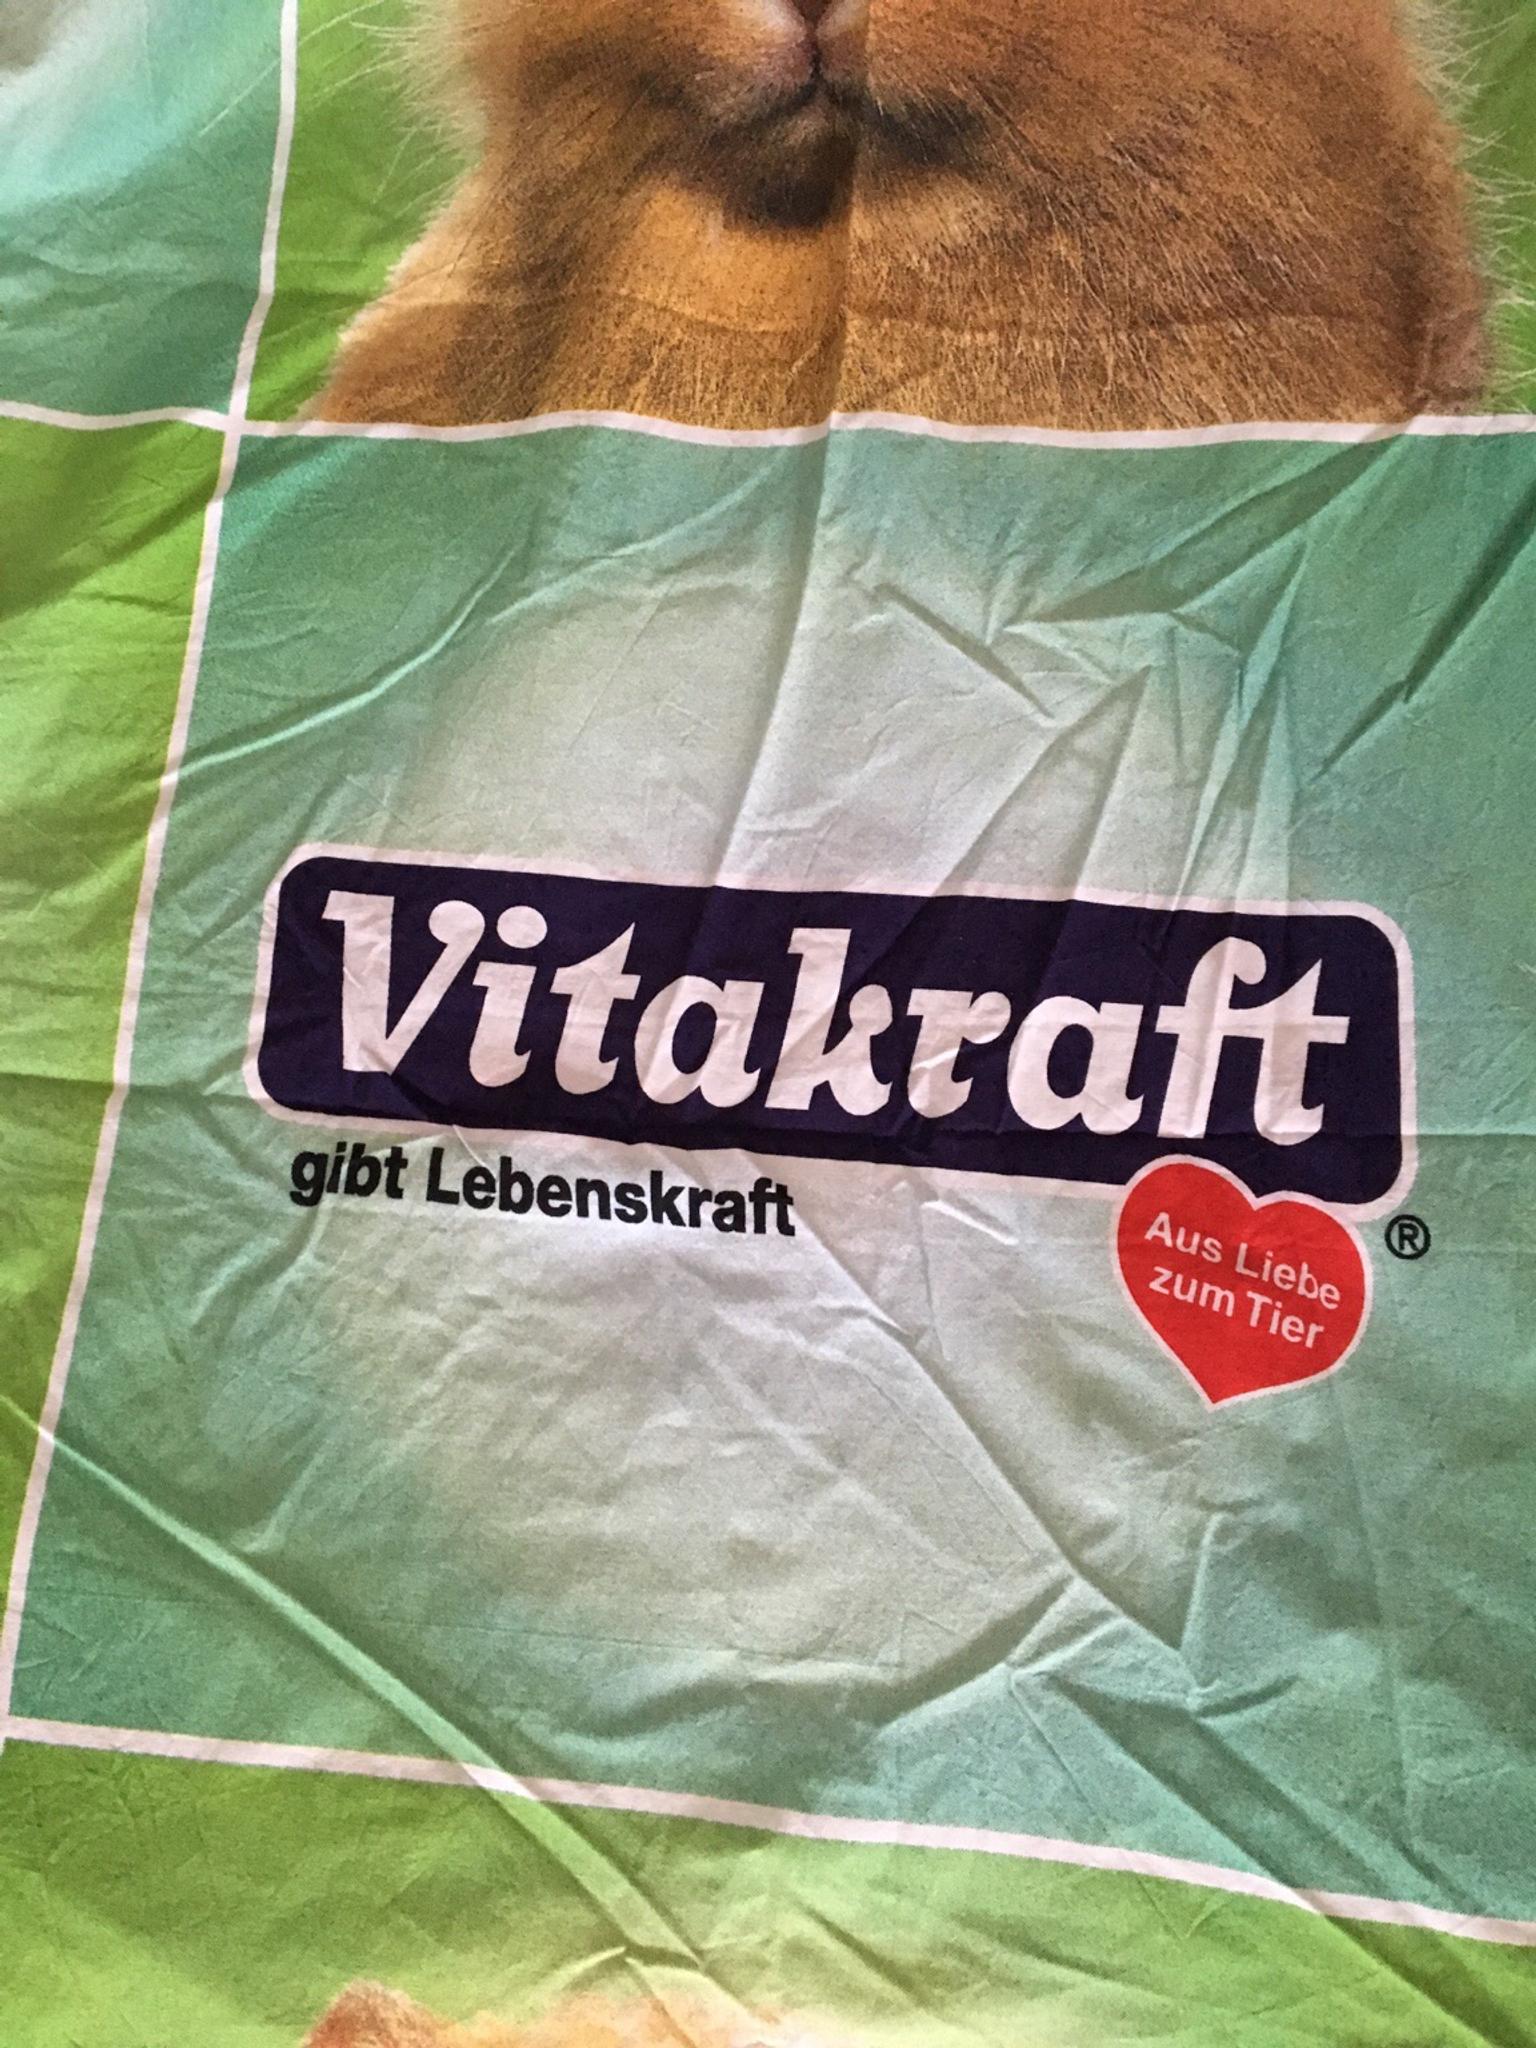 Vitakraft
gibt Lebenskraft
Aus Liebe
zum Tier
®